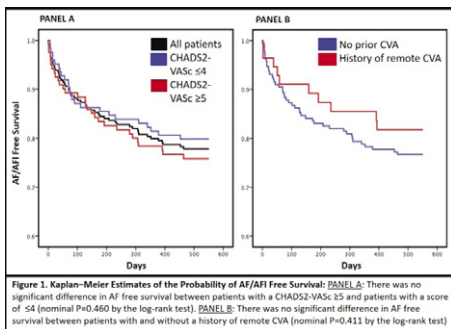 PANEL A
PANEL B
All patients
CHADS2-
VASc ≤4
CHADS2-
VASc ≥5
No prior CVA
History of remote CVA
AF/AFI Free Survival
1.0
0.9
0.8
0.7
0.6
0 100 200 300 400 500 600
Days
1.0
0.9
0.8
0.7
0.6
0 100 200 300 400 500 600
Days
Figure 1. Kaplan–Meier Estimates of the Probability of AF/AFI Free Survival: PANEL A: There was no
significant difference in AF free survival between patients with a CHADS2-VASc ≥5 and patients with a score
of ≤4 (nominal P=0.460 by the log-rank test). PANEL B: There was no significant difference in AF free
survival between patients with and without a history of remote CVA (nominal P=0.411 by the log-rank test)